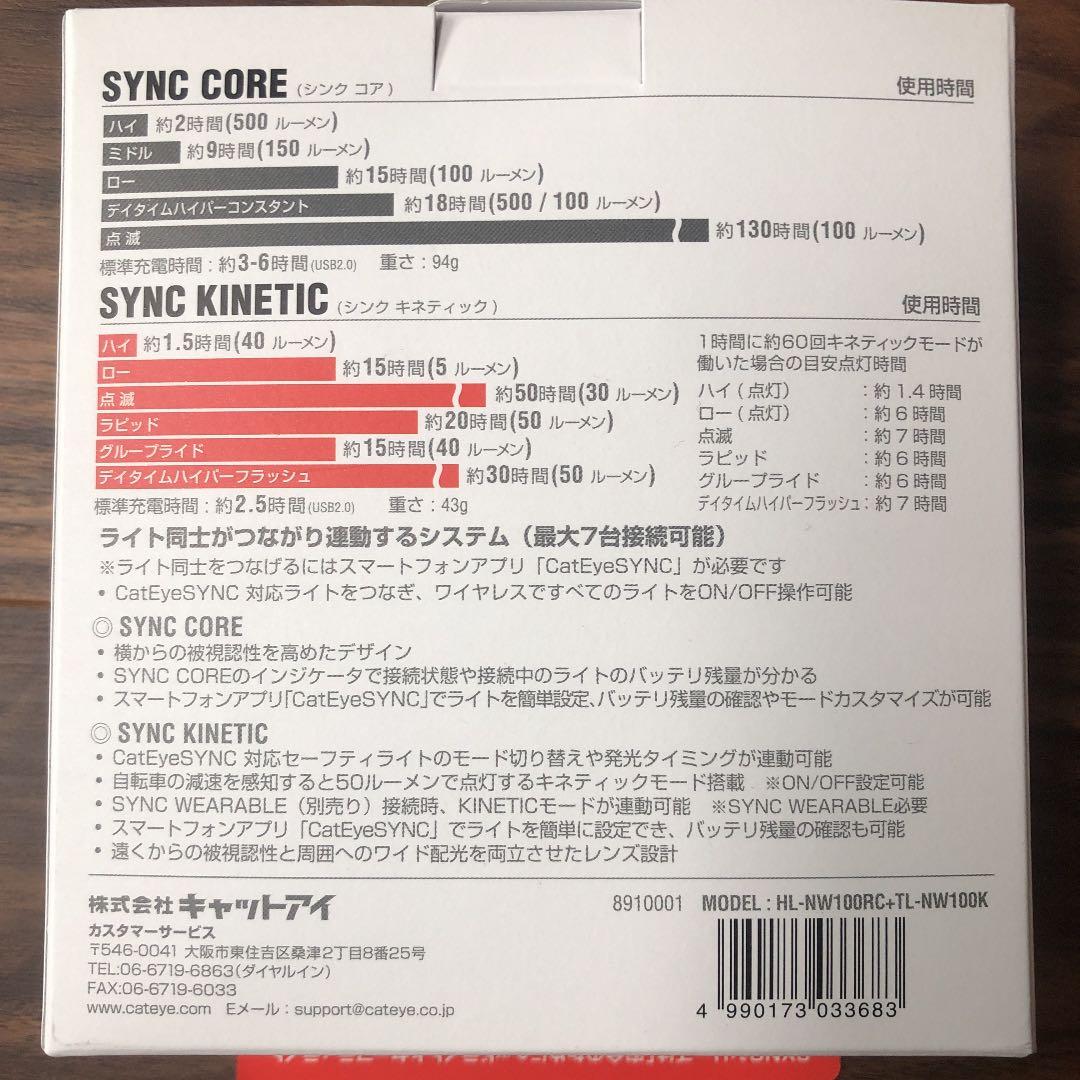 SYNC CORE (シンク コア) 使用時間
ハイ 約2時間(500 ルーメン)
ミドル 約9時間(150 ルーメン)
ロー 約15時間(100 ルーメン)
デイタイムハイパーコンスタント 約18時間(500 / 100 ルーメン)
点滅 約130時間(100 ルーメン)
標準充電時間：約3-6時間(USB2.0) 重さ：94g
SYNC KINETIC (シンク キネティック) 使用時間
ハイ 約1.5時間(40 ルーメン)
ロー 約15時間(5 ルーメン)
点滅 約50時間(30 ルーメン)
ラピッド 約20時間(50 ルーメン)
グループライド 約15時間(40 ルーメン)
デイタイムハイパーフラッシュ 約30時間(50 ルーメン)
標準充電時間：約2.5時間(USB2.0) 重さ：43g
1時間に約60回キネティックモードが
働いた場合の目安点灯時間
ハイ(点灯) ：約1.4時間
ロー(点灯) ：約6時間
点滅 ：約7時間
ラピッド ：約6時間
グループライド ：約6時間
デイタイムハイパーフラッシュ：約7時間
ライト同士がつながり連動するシステム（最大7台接続可能）
※ライト同士をつなげるにはスマートフォンアプリ「CatEyeSYNC」が必要です
・CatEyeSYNC 対応ライトをつなぎ、ワイヤレスですべてのライトをON/OFF操作可能
◎ SYNC CORE
・横からの被視認性を高めたデザイン
・SYNC COREのインジケータで接続状態や接続中のライトのバッテリ残量が分かる
・スマートフォンアプリ「CatEyeSYNC」でライトを簡単設定、バッテリ残量の確認やモードカスタマイズが可能
◎ SYNC KINETIC
・CatEyeSYNC 対応セーフティライトのモード切り替えや発光タイミングが連動可能
・自転車の減速を感知すると50ルーメンで点灯するキネティックモード搭載 ※ON/OFF設定可能
・SYNC WEARABLE（別売り）接続時、KINETICモードが連動可能 ※SYNC WEARABLE必要
・スマートフォンアプリ「CatEyeSYNC」でライトを簡単に設定でき、バッテリ残量の確認も可能
・遠くからの被視認性と周囲へのワイド配光を両立させたレンズ設計
株式会社キャットアイ
カスタマーサービス
〒546-0041 大阪市東住吉区桑津2丁目8番25号
TEL:06-6719-6863(ダイヤルイン)
FAX:06-6719-6033
www.cateye.com Eメール：support@cateye.co.jp
8910001 MODEL : HL-NW100RC+TL-NW100K
4 990173 033683